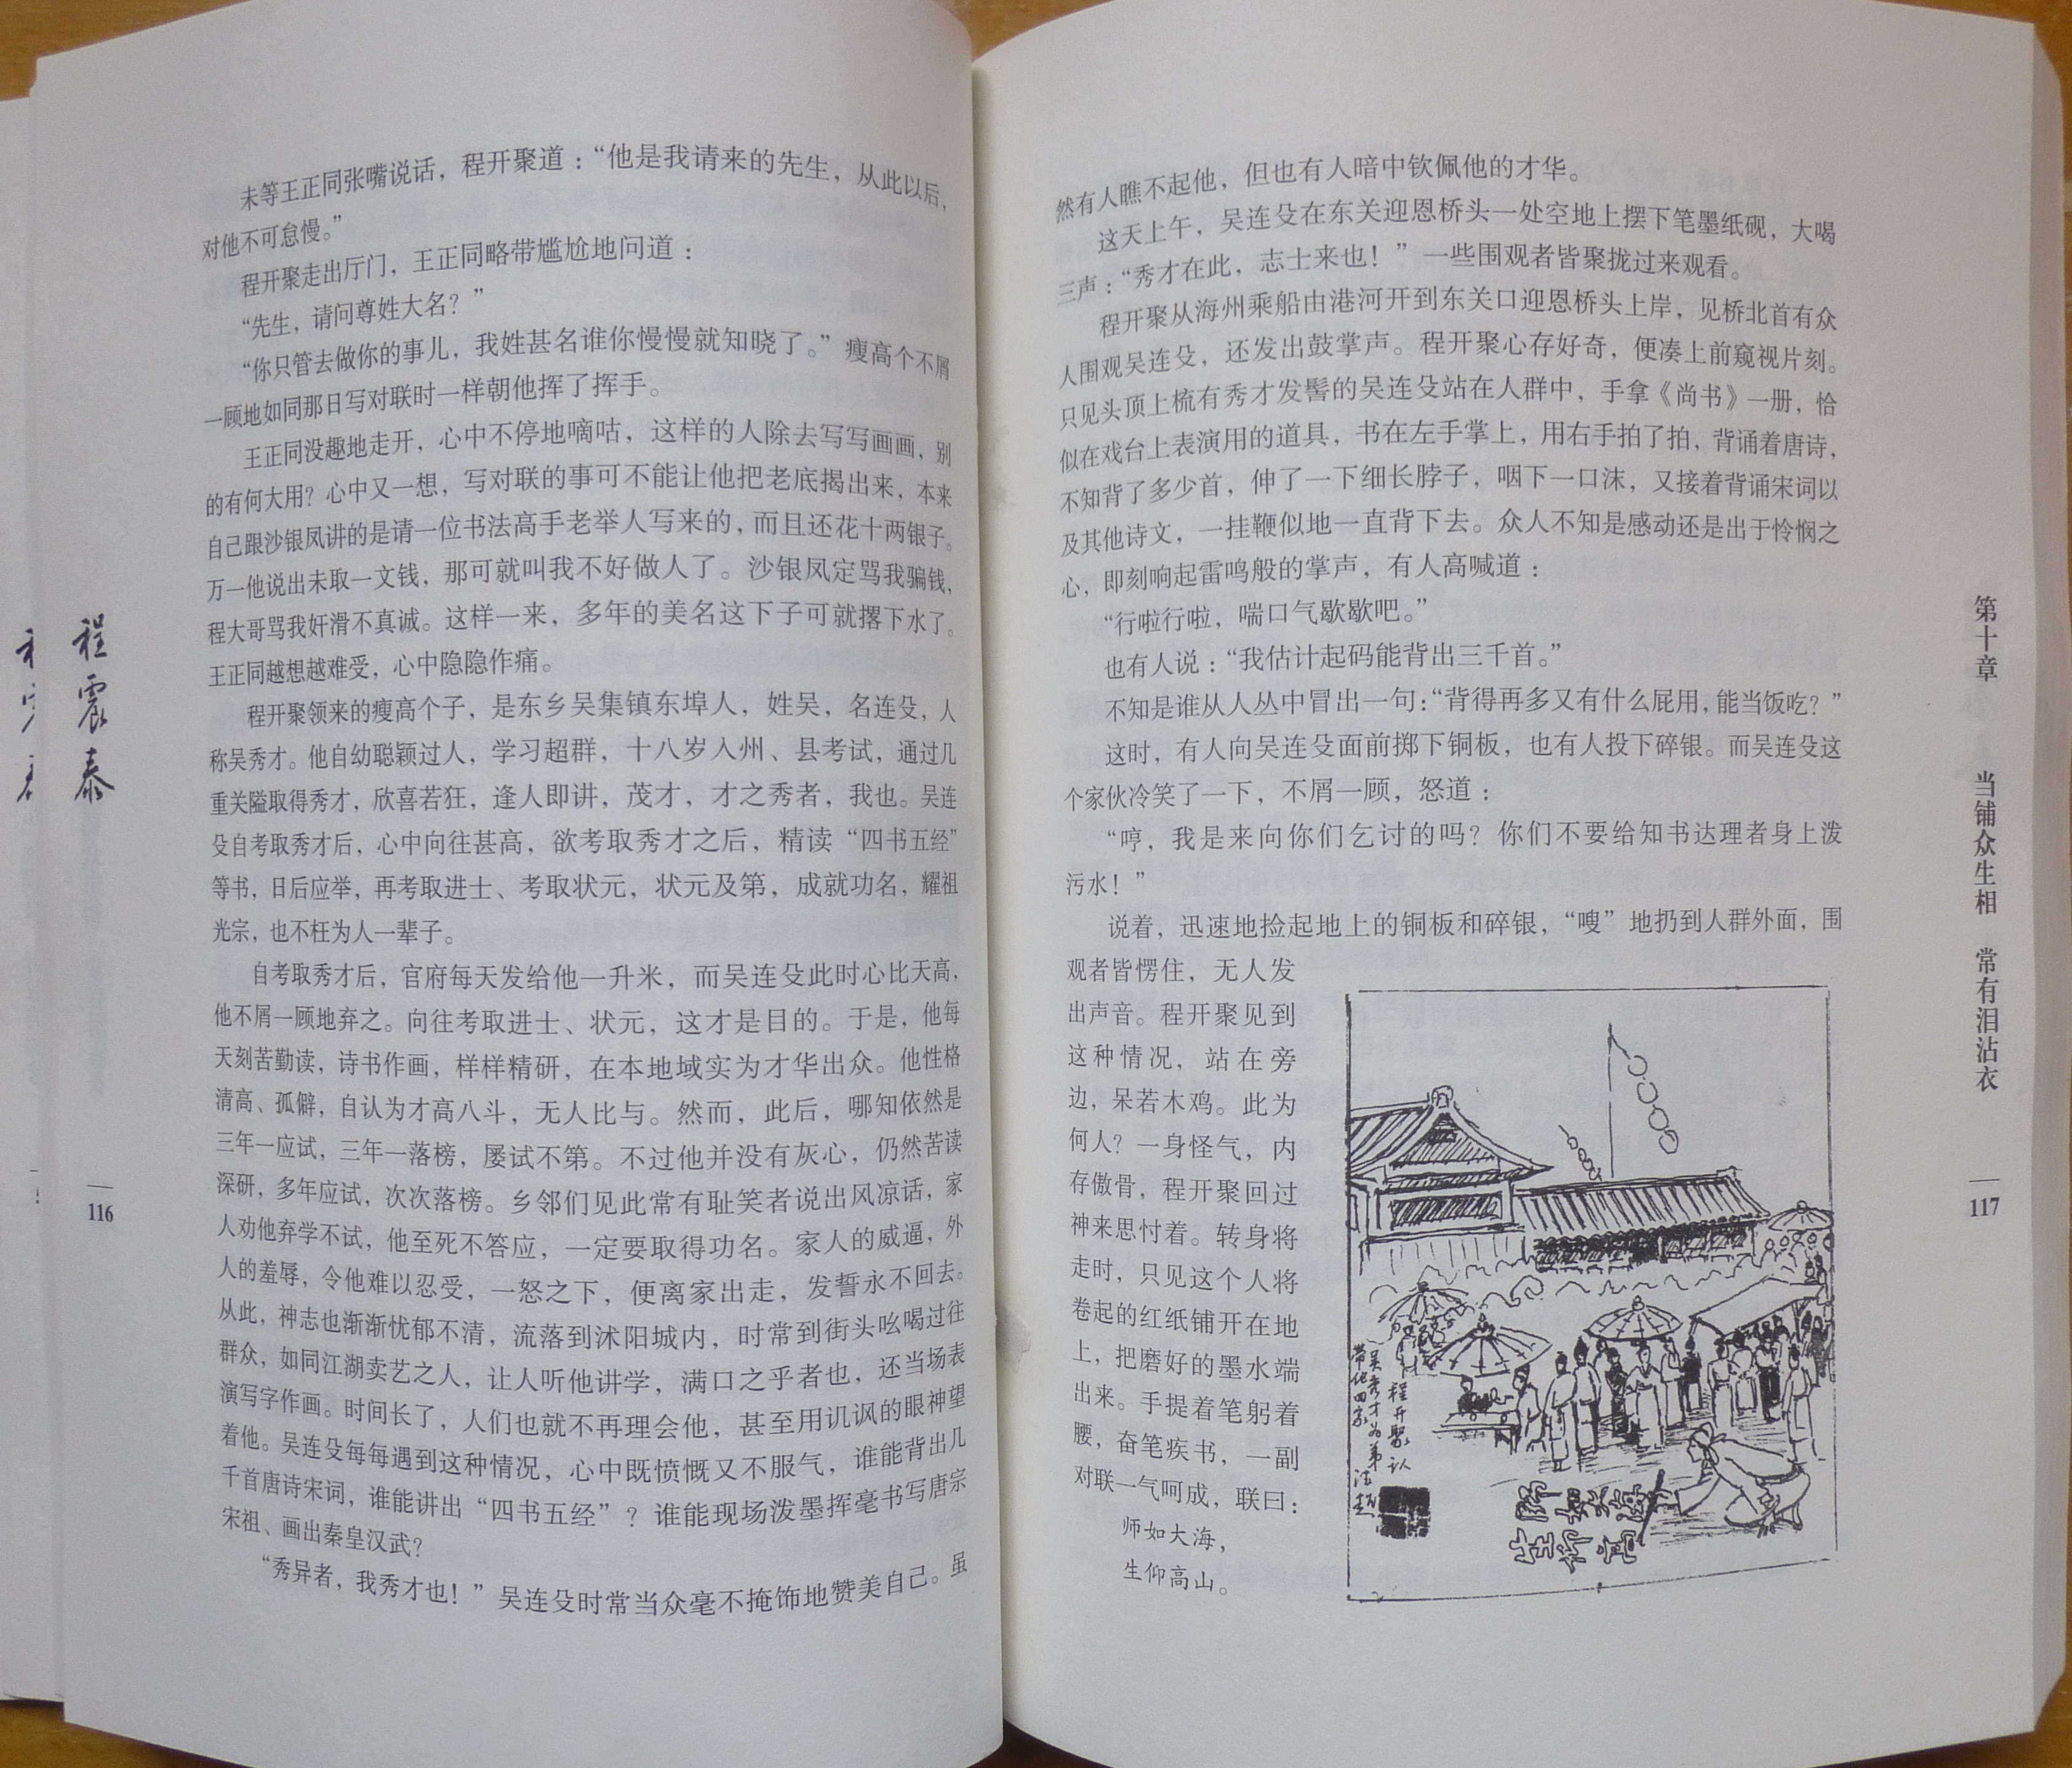 未等王正同张嘴说话，程开聚道：“他是我请来的先生，从此以后，
对他不可怠慢。”
程开聚走出厅门，王正同略带尴尬地问道：
“先生，请问尊姓大名？”
“你只管去做你的事儿，我姓甚名谁你慢慢就知晓了。”瘦高个不屑
一顾地如同那日写对联时一样朝他挥了挥手。
王正同没趣地走开，心中不停地嘀咕，这样的人除去写写画画，别
的有何大用？心中又一想，写对联的事可不能让他把老底揭出来，本来
自己跟沙银凤讲的是请一位书法高手老举人写来的，而且还花十两银子。
万一他说出未取一文钱，那可就叫我不好做人了。沙银凤定骂我骗钱，
程大哥骂我奸滑不真诚。这样一来，多年的美名这下子可就撂下水了。
王正同越想越难受，心中隐隐作痛。
程开聚领来的瘦高个子，是东乡吴集镇东埠人，姓吴，名连殳，人
称吴秀才。他自幼聪颖过人，学习超群，十八岁入州、县考试，通过几
重关隘取得秀才，欣喜若狂，逢人即讲，茂才，才之秀者，我也。吴连
殳自考取秀才后，心中向往甚高，欲考取秀才之后，精读“四书五经”
等书，日后应举，再考取进士、考取状元，状元及第，成就功名，耀祖
光宗，也不枉为人一辈子。
自考取秀才后，官府每天发给他一升米，而吴连殳此时心比天高，
他不屑一顾地弃之。向往考取进士、状元，这才是目的。于是，他每
天刻苦勤读，诗书作画，样样精研，在本地域实为才华出众。他性格
清高、孤僻，自认为才高八斗，无人比与。然而，此后，哪知依然是
三年一应试，三年一落榜，屡试不第。不过他并没有灰心，仍然苦读
深研，多年应试，次次落榜。乡邻们见此常有耻笑者说出风凉话，家
人劝他弃学不试，他至死不答应，一定要取得功名。家人的威逼，外
人的羞辱，令他难以忍受，一怒之下，便离家出走，发誓永不回去。
从此，神志也渐渐忧郁不清，流落到沭阳城内，时常到街头吆喝过往
群众，如同江湖卖艺之人，让人听他讲学，满口之乎者也，还当场表
演写字作画。时间长了，人们也就不再理会他，甚至用讥讽的眼神望
着他。吴连殳每每遇到这种情况，心中既愤慨又不服气，谁能背出几
千首唐诗宋词，谁能讲出“四书五经”？谁能现场泼墨挥毫书写唐宗
宋祖、画出秦皇汉武？
“秀异者，我秀才也！”吴连殳时常当众毫不掩饰地赞美自己。虽
程震泰
116
然有人瞧不起他，但也有人暗中钦佩他的才华。
这天上午，吴连殳在东关迎恩桥头一处空地上摆下笔墨纸砚，大喝
三声：“秀才在此，志士来也！”一些围观者皆聚拢过来观看。
程开聚从海州乘船由港河开到东关口迎恩桥头上岸，见桥北首有众
人围观吴连殳，还发出鼓掌声。程开聚心存好奇，便凑上前窥视片刻。
只见头顶上梳有秀才发髻的吴连殳站在人群中，手拿《尚书》一册，恰
似在戏台上表演用的道具，书在左手掌上，用右手拍了拍，背诵着唐诗，
不知背了多少首，伸了一下细长脖子，咽下一口沫，又接着背诵宋词以
及其他诗文，一挂鞭似地一直背下去。众人不知是感动还是出于怜悯之
心，即刻响起雷鸣般的掌声，有人高喊道：
“行啦行啦，喘口气歇歇吧。”
也有人说：“我估计起码能背出三千首。”
不知是谁从人丛中冒出一句：“背得再多又有什么屁用，能当饭吃？”
这时，有人向吴连殳面前掷下铜板，也有人投下碎银。而吴连殳这
个家伙冷笑了一下，不屑一顾，怒道：
“哼，我是来向你们乞讨的吗？你们不要给知书达理者身上泼
污水！”
说着，迅速地捡起地上的铜板和碎银，“嗖”地扔到人群外面，围
观者皆愣住，无人发
出声音。程开聚见到
这种情况，站在旁
边，呆若木鸡。此为
何人？一身怪气，内
存傲骨，程开聚回过
神来思忖着。转身将
走时，只见这个人将
卷起的红纸铺开在地
上，把磨好的墨水端
出来。手提着笔躬着
腰，奋笔疾书，一副
对联一气呵成，联曰：
师如大海，
生仰高山。
程开聚认
吴秀才为弟
带他回家
第十章 当铺众生相 常有泪沾衣
117